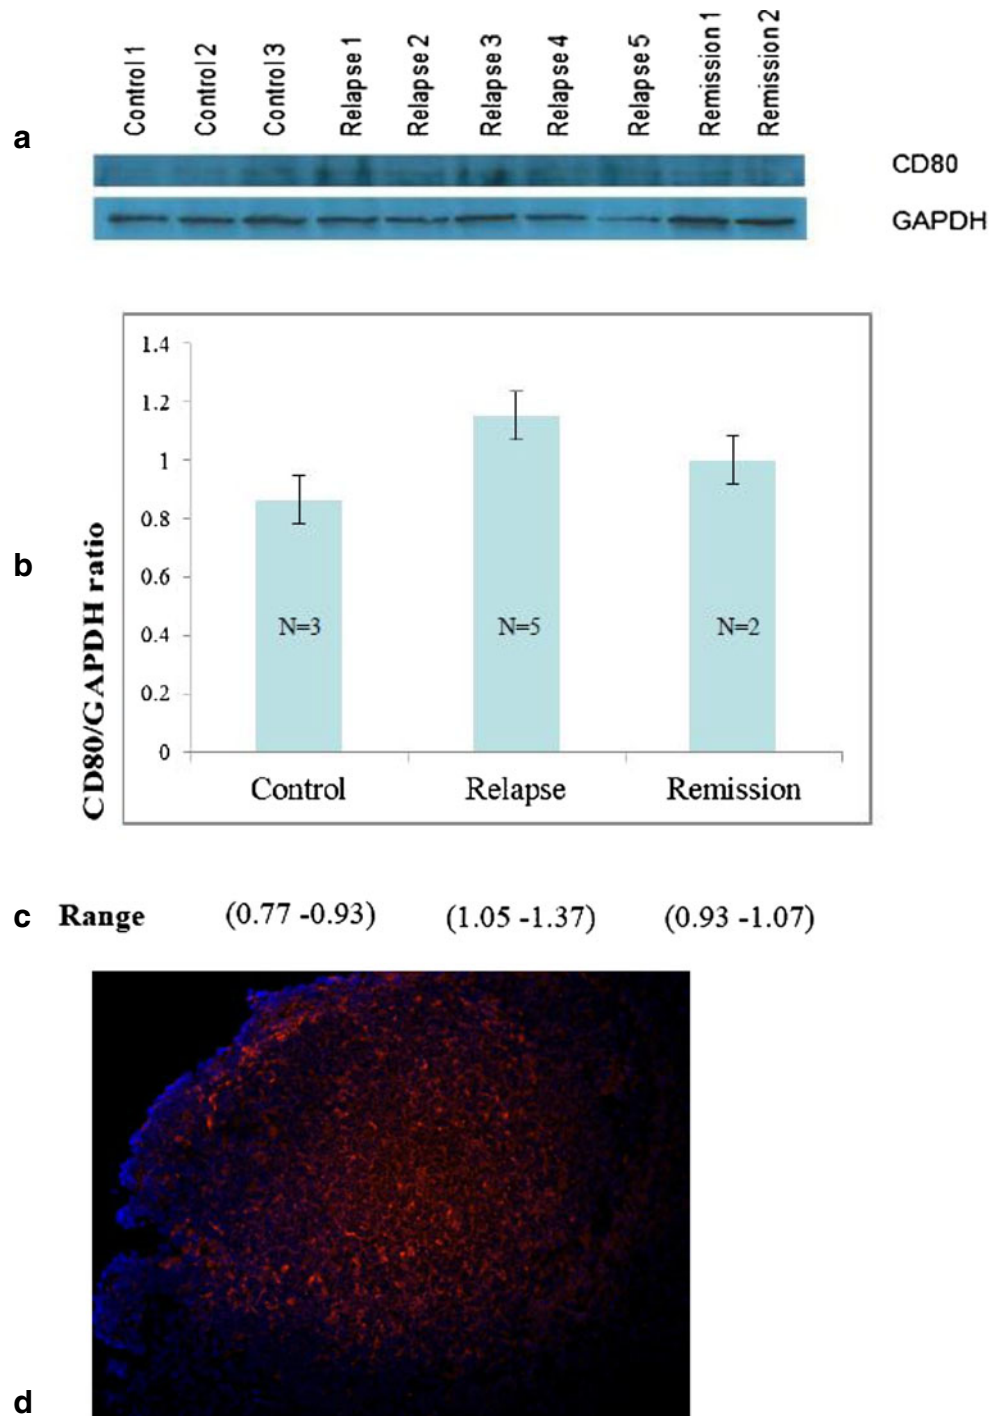 Control 1
Control 2
Control 3
Relapse 1
Relapse 2
Relapse 3
Relapse 4
Relapse 5
Remission 1
Remission 2
a
CD80
GAPDH
b
CD80/GAPDH ratio
1.4
1.2
1
0.8
0.6
0.4
0.2
0
N=3
N=5
N=2
Control
Relapse
Remission
c Range (0.77 -0.93) (1.05 -1.37) (0.93 -1.07)
d